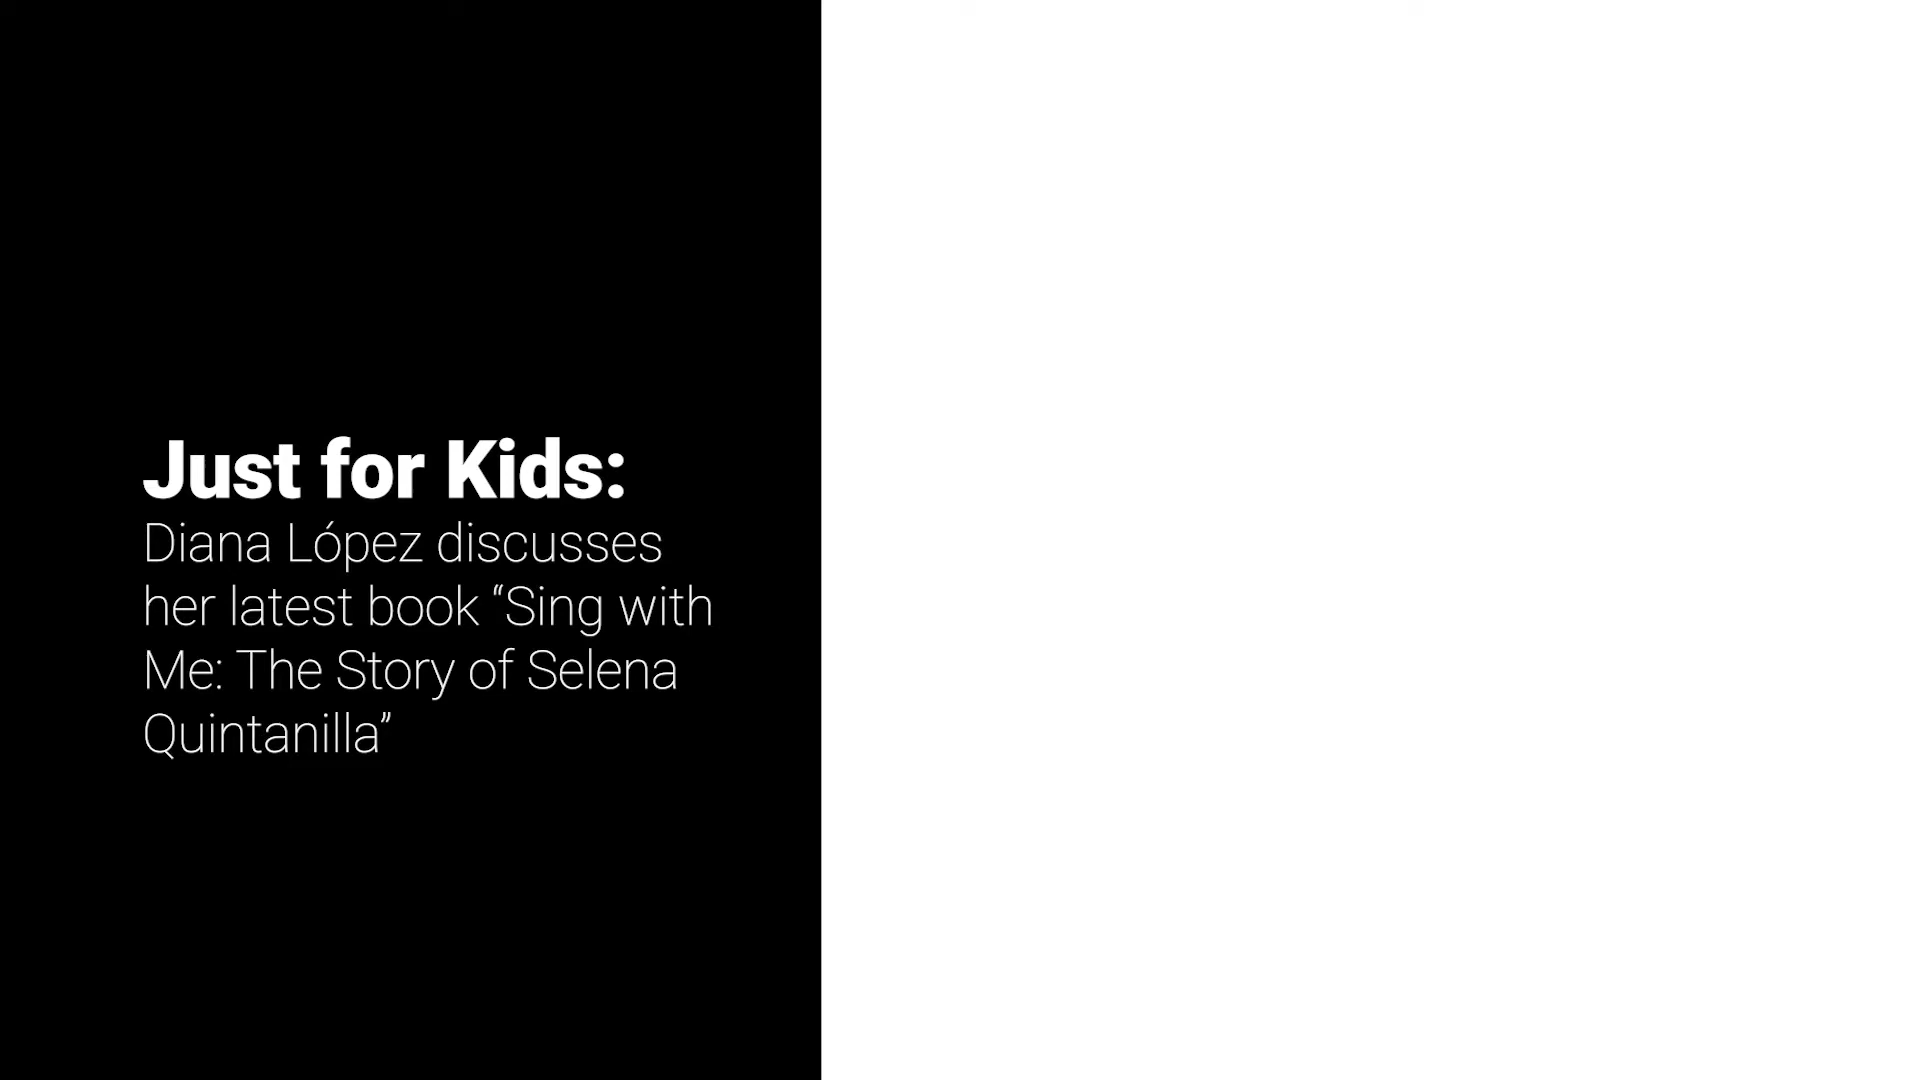 Just for Kids:
Diana López discusses
her latest book “Sing with
Me: The Story of Selena
Quintanilla”